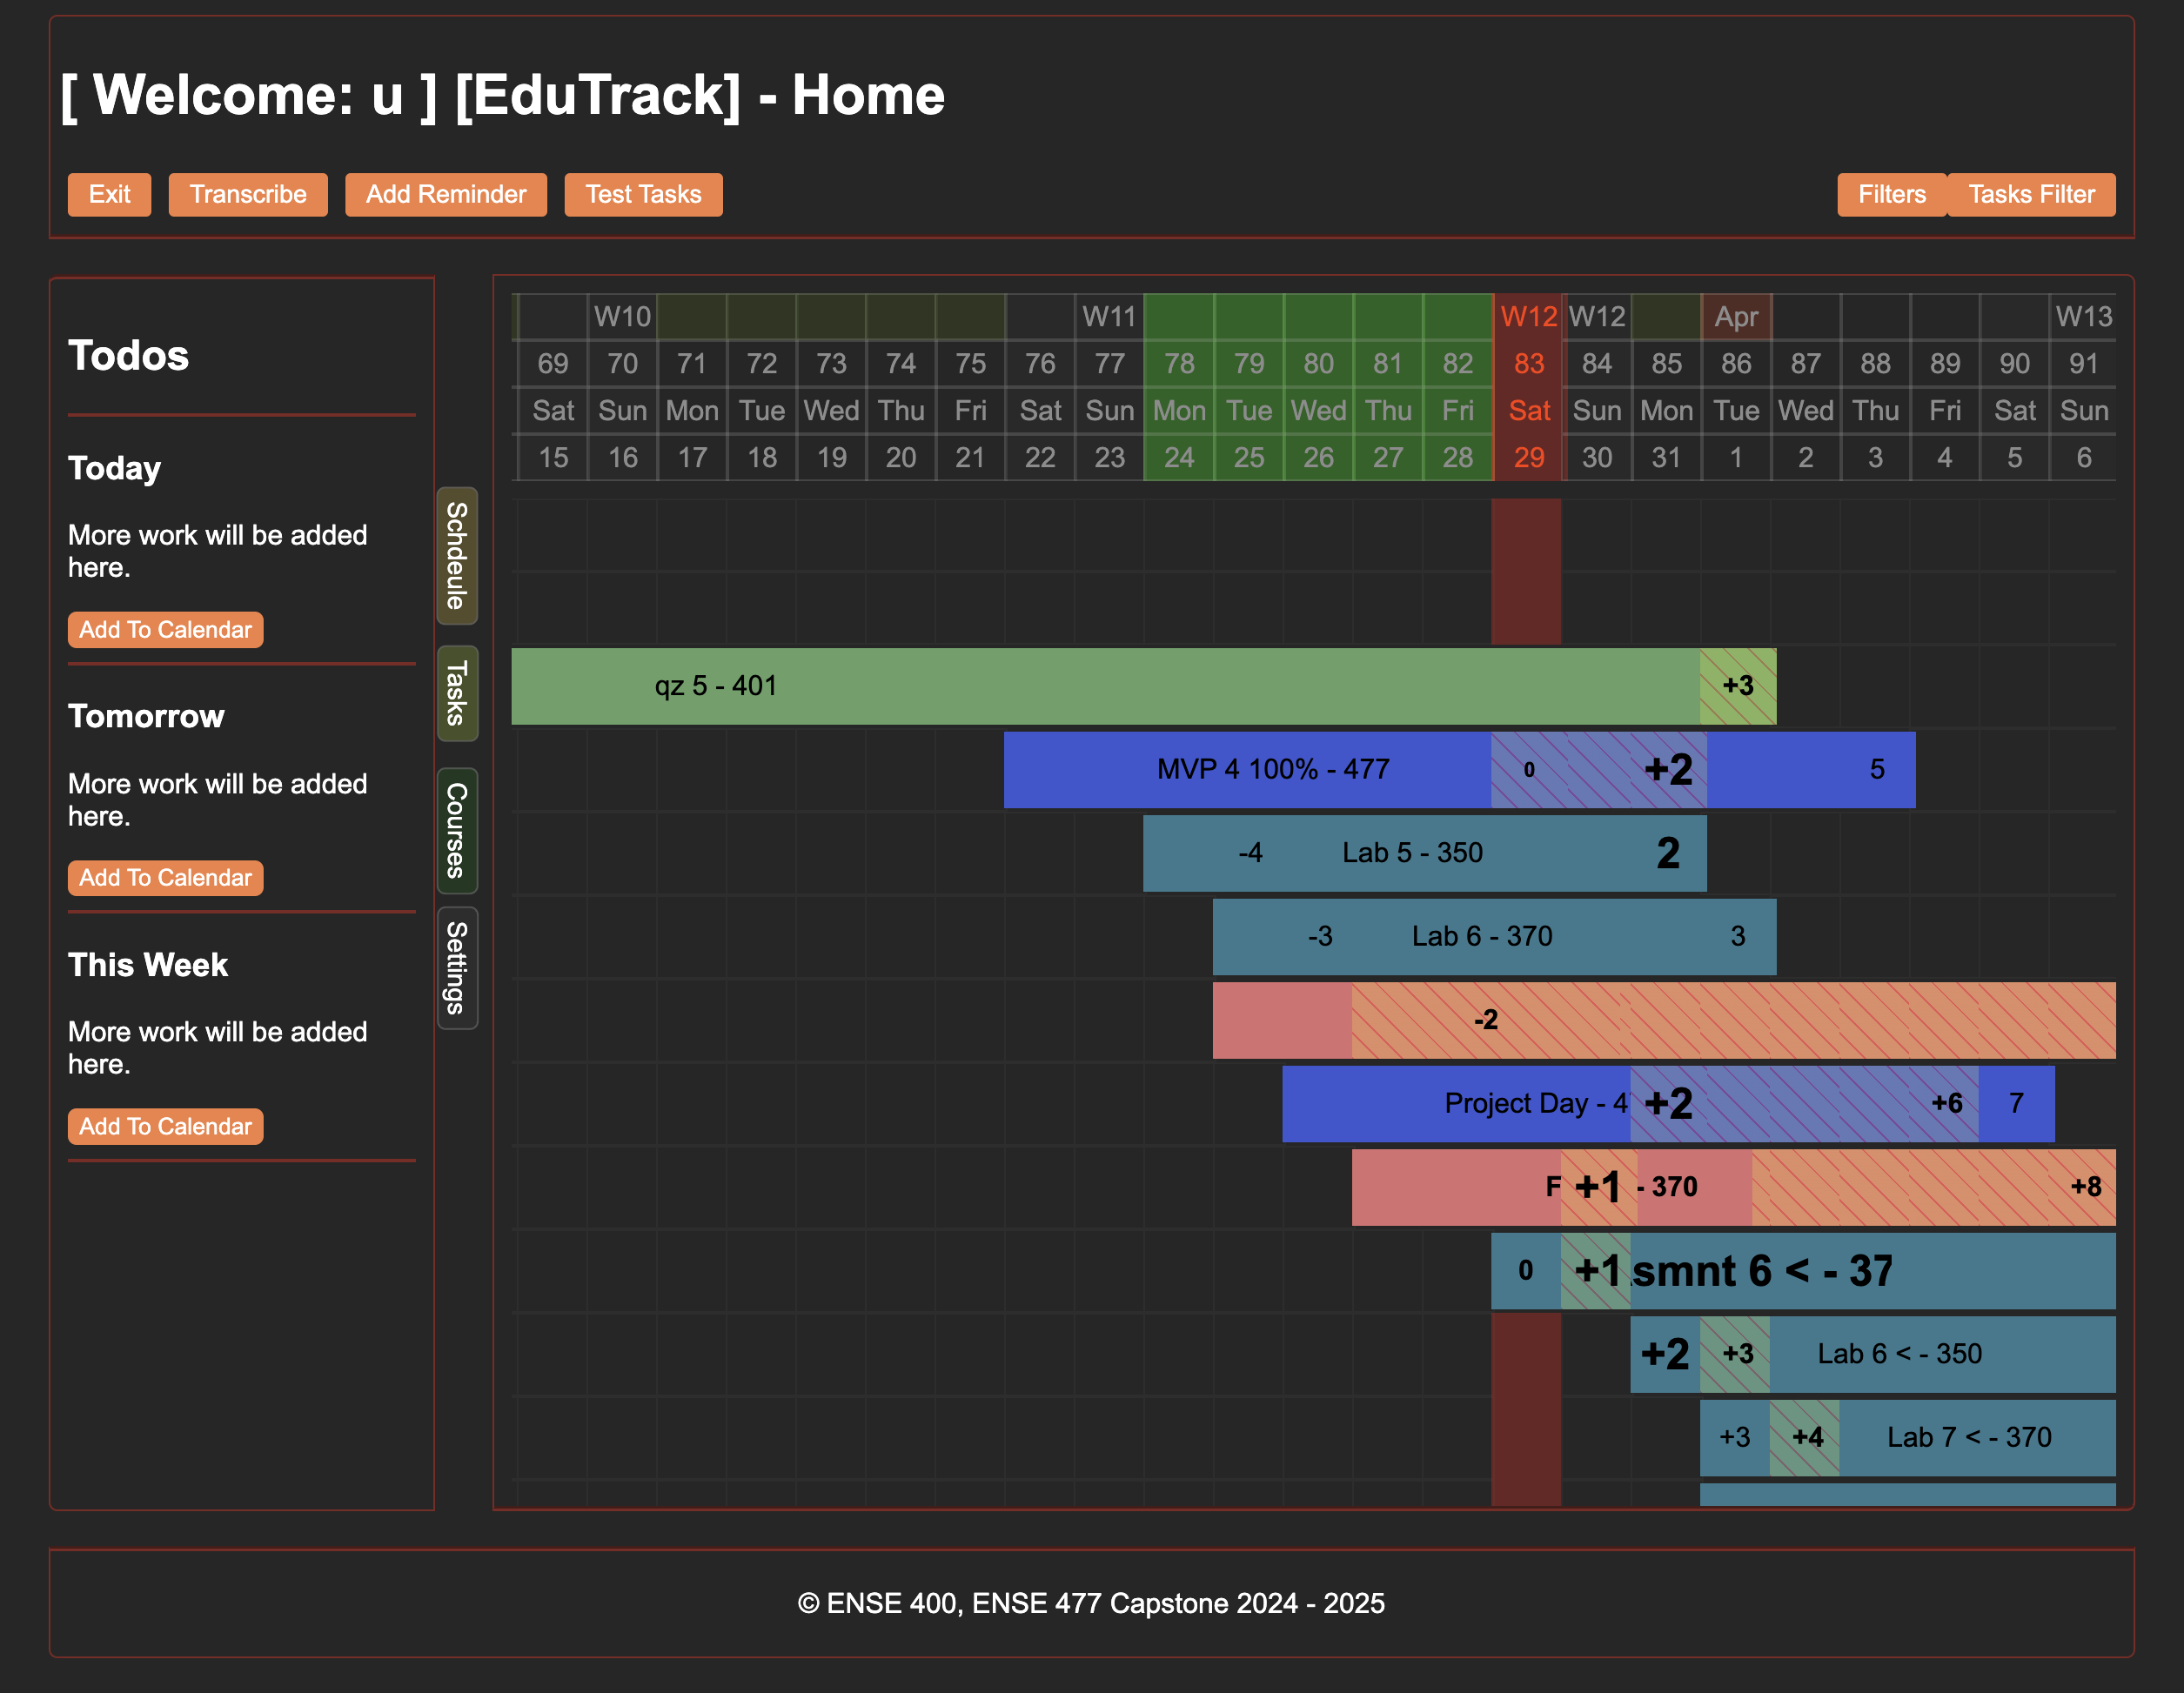 [ Welcome: u ] [EduTrack] - Home
Exit Transcribe Add Reminder Test Tasks Filters Tasks Filter
Todos
Today
More work will be added
here.
Add To Calendar
Tomorrow
More work will be added
here.
Add To Calendar
This Week
More work will be added
here.
Add To Calendar
Schdeule
Tasks
Courses
Settings
W10 W11 W12 W12 Apr W13
69 70 71 72 73 74 75 76 77 78 79 80 81 82 83 84 85 86 87 88 89 90 91
Sat Sun Mon Tue Wed Thu Fri Sat Sun Mon Tue Wed Thu Fri Sat Sun Mon Tue Wed Thu Fri Sat Sun
15 16 17 18 19 20 21 22 23 24 25 26 27 28 29 30 31 1 2 3 4 5 6
qz 5 - 401 +3
MVP 4 100% - 477 0 +2 5
-4 Lab 5 - 350 2
-3 Lab 6 - 370 3
-2
Project Day - 4 +2 +6 7
F +1 - 370 +8
0 +1 smnt 6 < - 37
+2 +3 Lab 6 < - 350
+3 +4 Lab 7 < - 370
© ENSE 400, ENSE 477 Capstone 2024 - 2025